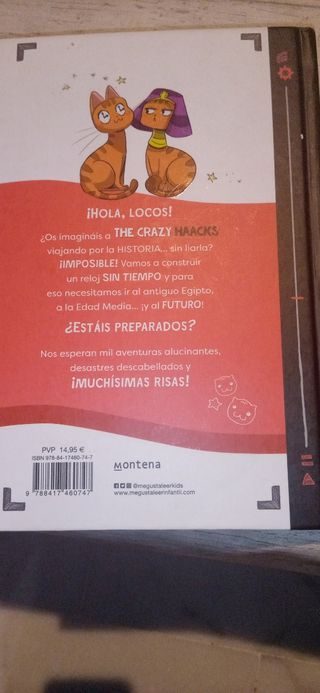 ¡HOLA, LOCOS!
¿Os imagináis a THE CRAZY HAACKS
viajando por la HISTORIA... sin liarla?
¡IMPOSIBLE! Vamos a construir
un reloj SIN TIEMPO y para
eso necesitamos ir al antiguo Egipto,
a la Edad Media... ¡y al FUTURO!
¿ESTÁIS PREPARADOS?
Nos esperan mil aventuras alucinantes,
desastres descabellados y
¡MUCHÍSIMAS RISAS!
PVP 14,95 €
ISBN 978-84-17460-74-7
9 788417 460747
montena
@megustaleerkids
www.megustaleerinfantil.com